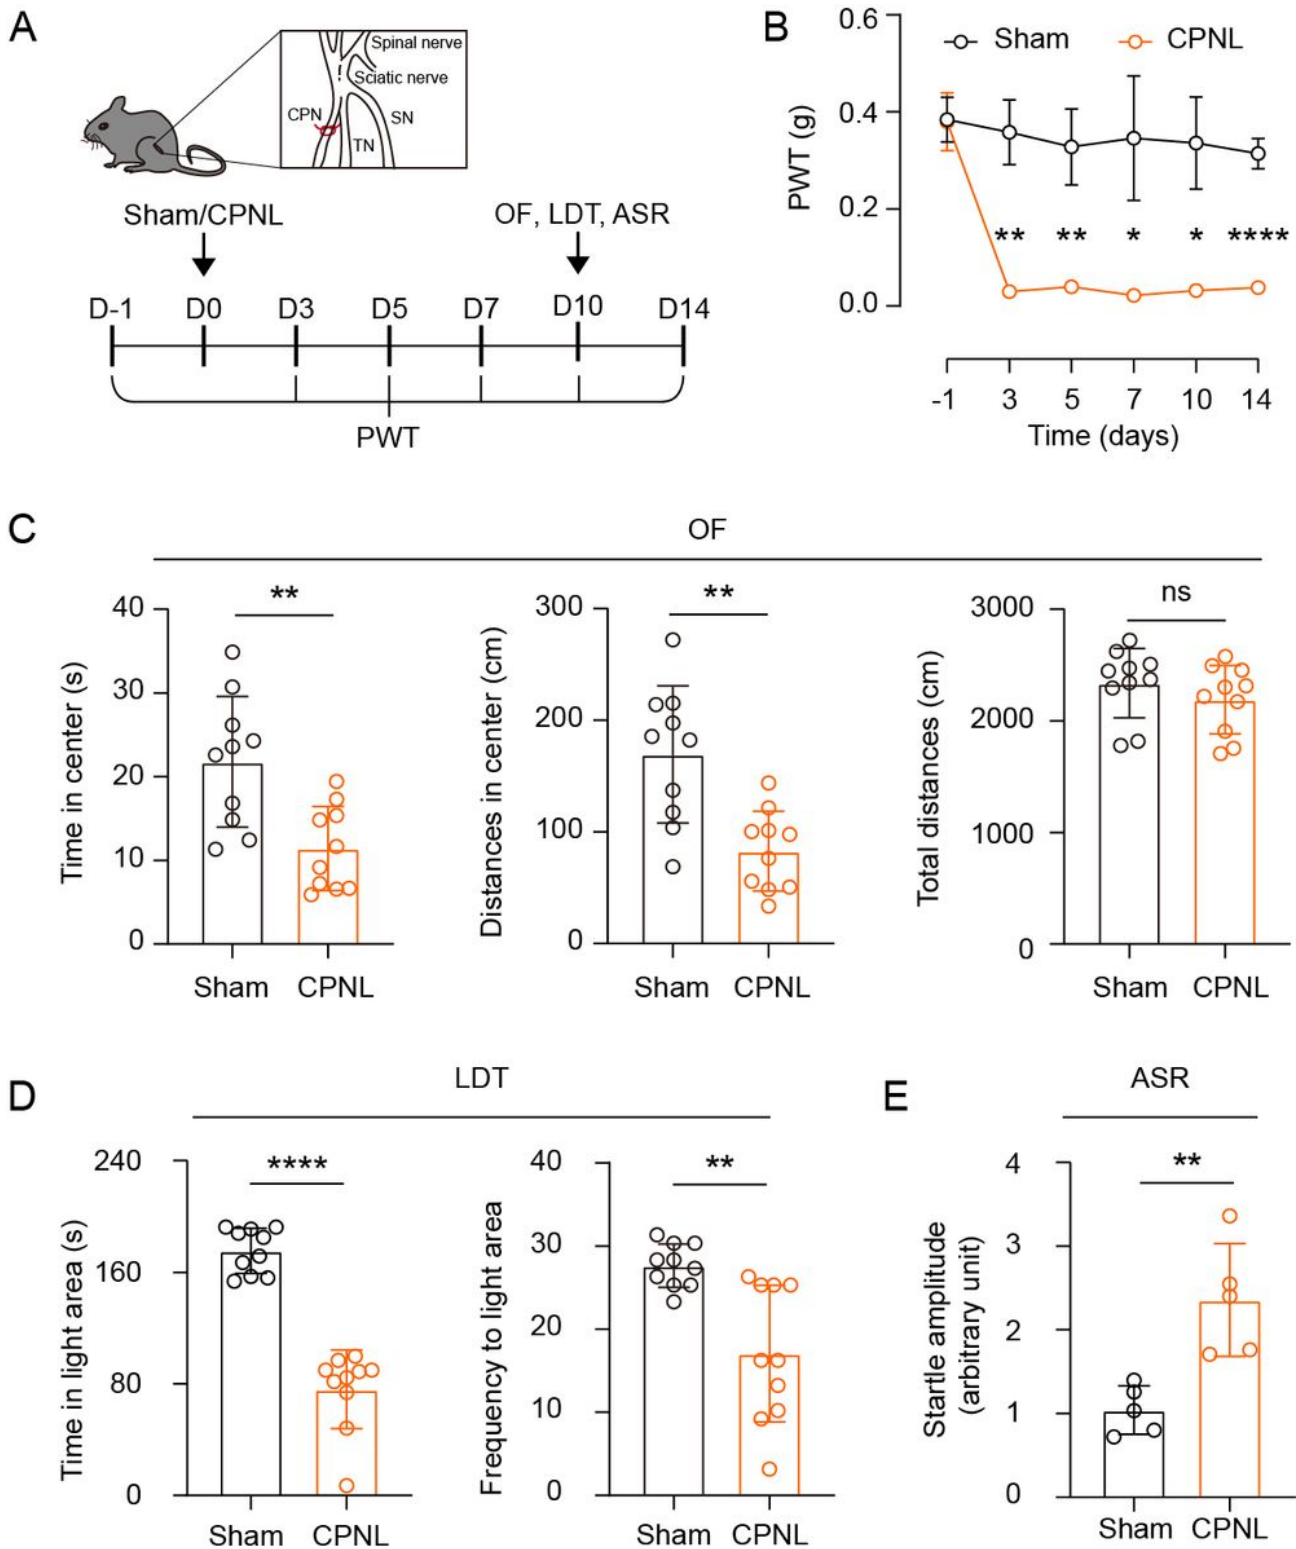 A
Spinal nerve
Sciatic nerve
CPN
SN
TN
Sham/CPNL
OF, LDT, ASR
D-1 D0 D3 D5 D7 D10 D14
PWT
B
Sham CPNL
PWT (g)
0.6
0.4
0.2
0.0
** ** * * ****
-1 3 5 7 10 14
Time (days)
C
OF
Time in center (s)
40
30
20
10
0
**
Sham CPNL
Distances in center (cm)
300
200
100
0
**
Sham CPNL
Total distances (cm)
3000
2000
1000
0
ns
Sham CPNL
D
LDT
Time in light area (s)
240
160
80
0
****
Sham CPNL
Frequency to light area
40
30
20
10
0
**
Sham CPNL
E
ASR
Startle amplitude
(arbitrary unit)
4
3
2
1
0
**
Sham CPNL